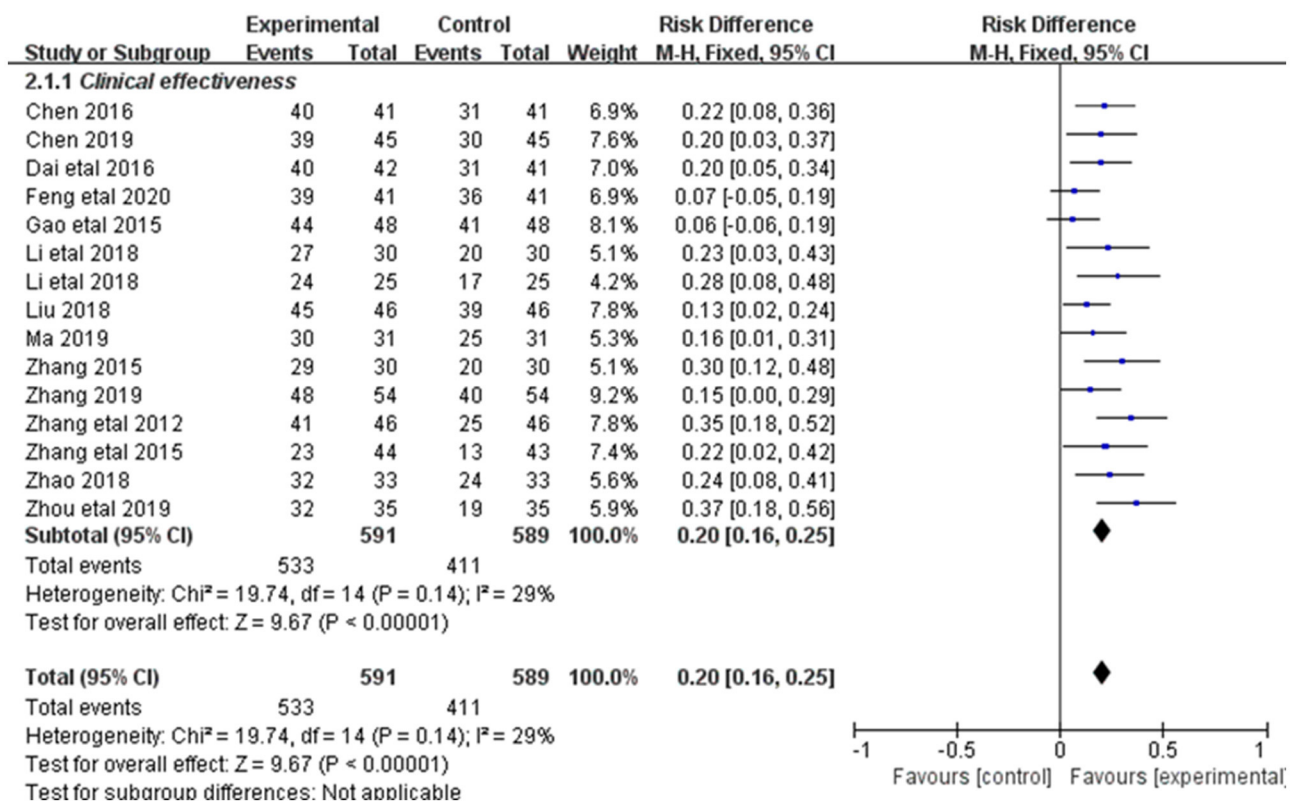 Experimental Control Risk Difference Risk Difference
Study or Subgroup Events Total Events Total Weight M-H, Fixed, 95% CI M-H, Fixed, 95% CI
2.1.1 Clinical effectiveness
Chen 2016 40 41 31 41 6.9% 0.22 [0.08, 0.36]
Chen 2019 39 45 30 45 7.6% 0.20 [0.03, 0.37]
Dai etal 2016 40 42 31 41 7.0% 0.20 [0.05, 0.34]
Feng etal 2020 39 41 36 41 6.9% 0.07 [-0.05, 0.19]
Gao etal 2015 44 48 41 48 8.1% 0.06 [-0.06, 0.19]
Li etal 2018 27 30 20 30 5.1% 0.23 [0.03, 0.43]
Li etal 2018 24 25 17 25 4.2% 0.28 [0.08, 0.48]
Liu 2018 45 46 39 46 7.8% 0.13 [0.02, 0.24]
Ma 2019 30 31 25 31 5.3% 0.16 [0.01, 0.31]
Zhang 2015 29 30 20 30 5.1% 0.30 [0.12, 0.48]
Zhang 2019 48 54 40 54 9.2% 0.15 [0.00, 0.29]
Zhang etal 2012 41 46 25 46 7.8% 0.35 [0.18, 0.52]
Zhang etal 2015 23 44 13 43 7.4% 0.22 [0.02, 0.42]
Zhao 2018 32 33 24 33 5.6% 0.24 [0.08, 0.41]
Zhou etal 2019 32 35 19 35 5.9% 0.37 [0.18, 0.56]
Subtotal (95% CI) 591 589 100.0% 0.20 [0.16, 0.25]
Total events 533 411
Heterogeneity: Chi² = 19.74, df = 14 (P = 0.14); I² = 29%
Test for overall effect: Z = 9.67 (P < 0.00001)
Total (95% CI) 591 589 100.0% 0.20 [0.16, 0.25]
Total events 533 411
Heterogeneity: Chi² = 19.74, df = 14 (P = 0.14); I² = 29%
Test for overall effect: Z = 9.67 (P < 0.00001)
Test for subgroup differences: Not applicable
-1 -0.5 0 0.5 1
Favours [control] Favours [experimental]